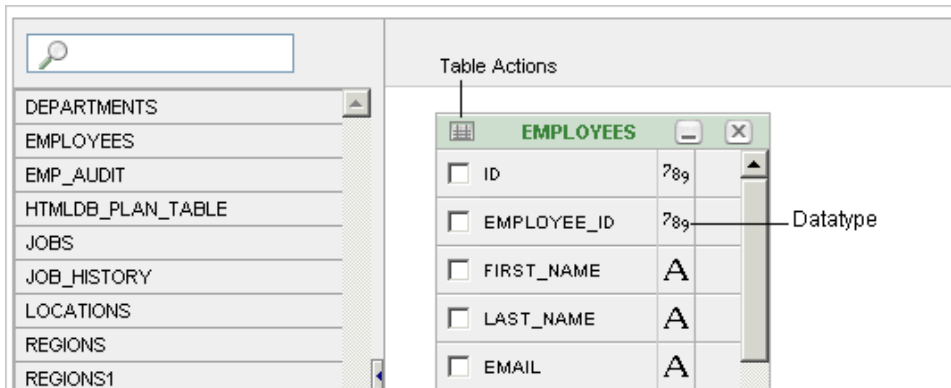 DEPARTMENTS
EMPLOYEES
EMP_AUDIT
HTMLDB_PLAN_TABLE
JOBS
JOB_HISTORY
LOCATIONS
REGIONS
REGIONS1
Table Actions
EMPLOYEES
ID 789
EMPLOYEE_ID 789
Datatype
FIRST_NAME A
LAST_NAME A
EMAIL A